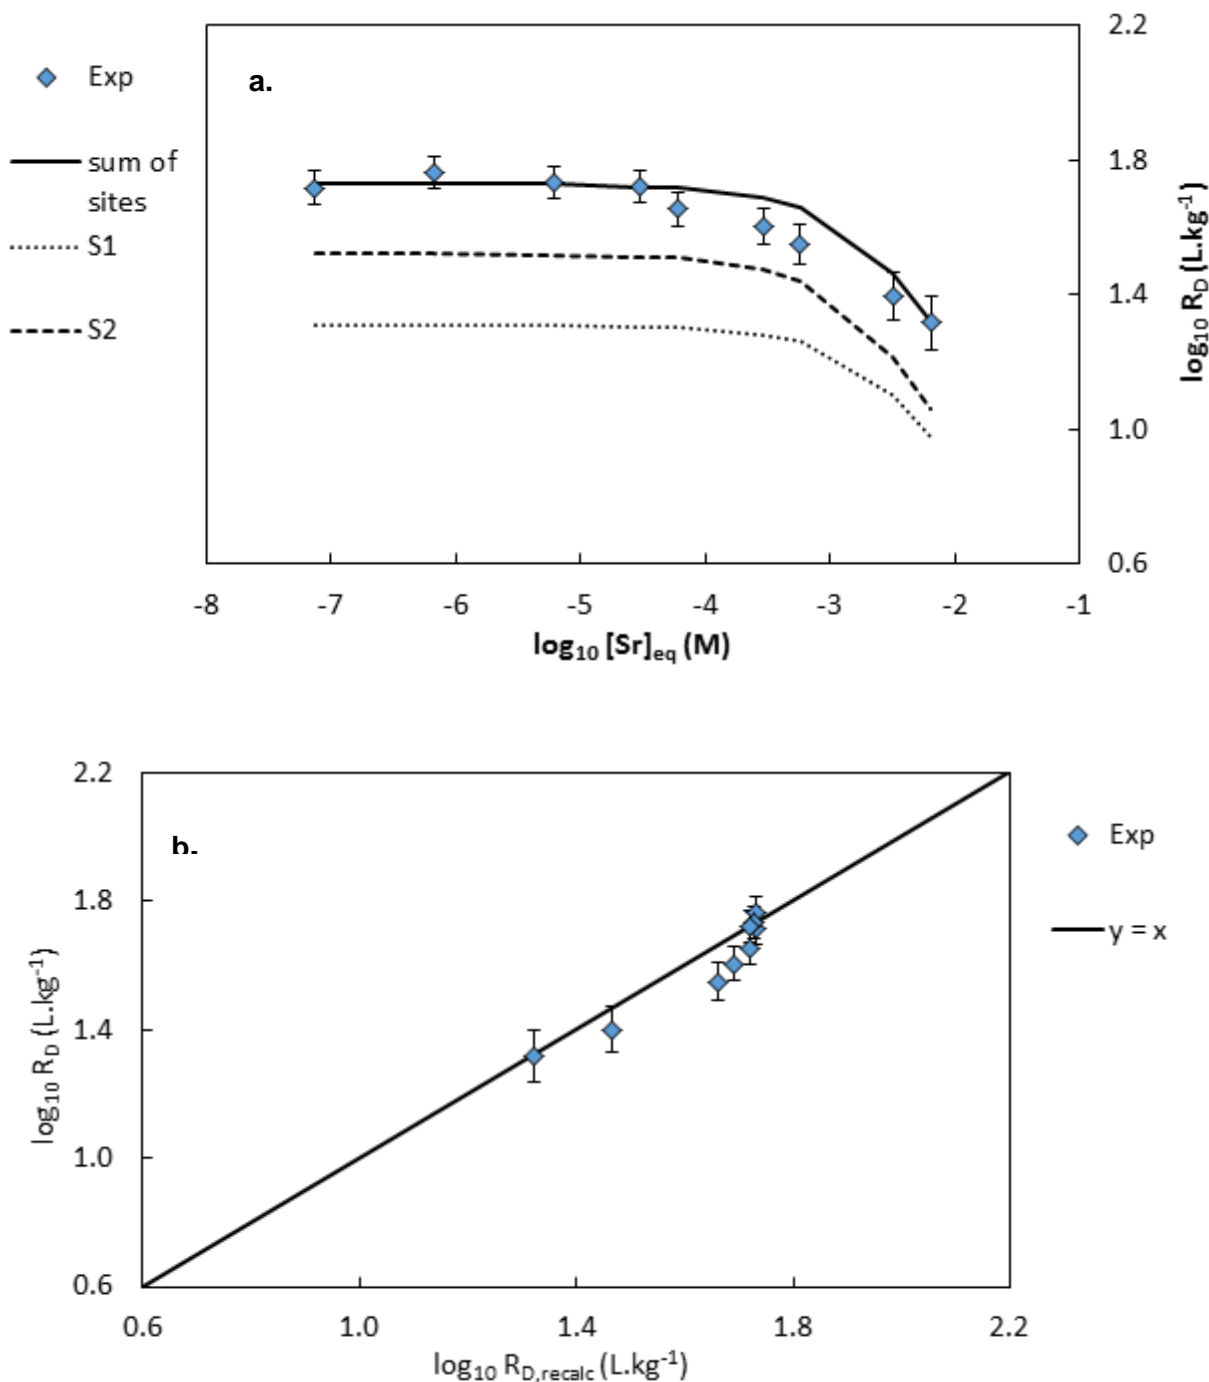 Exp
sum of
sites
S1
S2
a.
2.2
1.8
1.4
1.0
0.6
log₁₀ R_D (L.kg⁻¹)
-8 -7 -6 -5 -4 -3 -2 -1
log₁₀ [Sr]eq (M)
2.2
1.8
1.4
1.0
0.6
log₁₀ R_D (L.kg⁻¹)
b.
0.6 1.0 1.4 1.8 2.2
log₁₀ R_D,recalc (L.kg⁻¹)
Exp
y = x